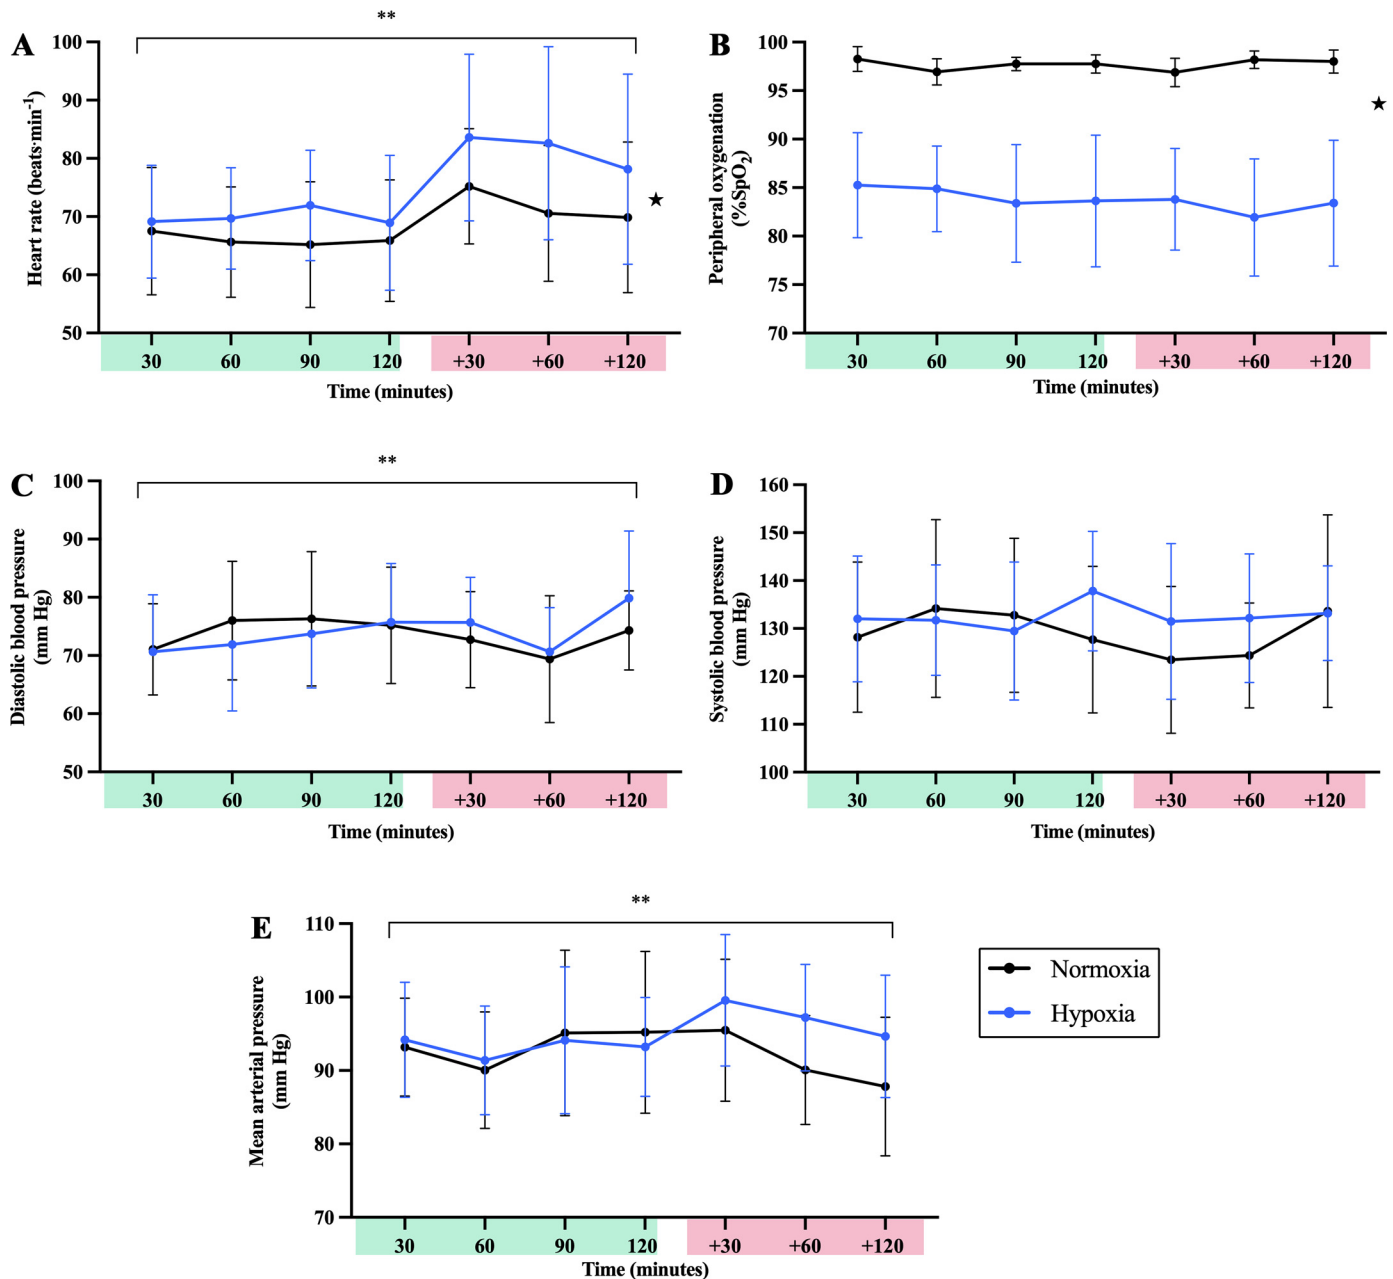 A
**
Heart rate (beats·min⁻¹)
100
90
80
70
60
50
★
30 60 90 120 +30 +60 +120
Time (minutes)
B
Peripheral oxygenation
(%SpO₂)
100
95
90
85
80
75
70
★
30 60 90 120 +30 +60 +120
Time (minutes)
C
**
Diastolic blood pressure
(mm Hg)
100
90
80
70
60
50
30 60 90 120 +30 +60 +120
Time (minutes)
D
Systolic blood pressure
(mm Hg)
160
150
140
130
120
110
100
30 60 90 120 +30 +60 +120
Time (minutes)
E
**
Mean arterial pressure
(mm Hg)
110
100
90
80
70
30 60 90 120 +30 +60 +120
Time (minutes)
Normoxia
Hypoxia